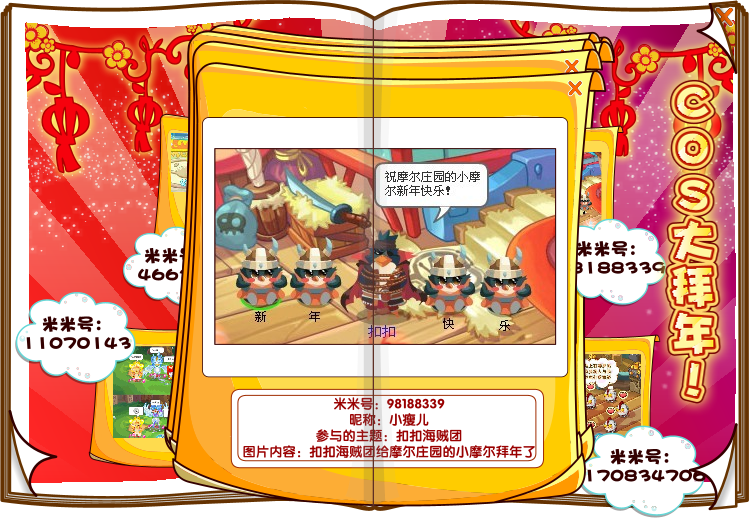 COS大拜年！
祝摩尔庄园的小摩
尔新年快乐！
新 年 扣扣 快 乐
米米号：98188339
昵称：小瘦儿
参与的主题：扣扣海贼团
图片内容：扣扣海贼团给摩尔庄园的小摩尔拜年了
米米号：
466
米米号：
11070143
米米号：
8188339
米米号：
170834706